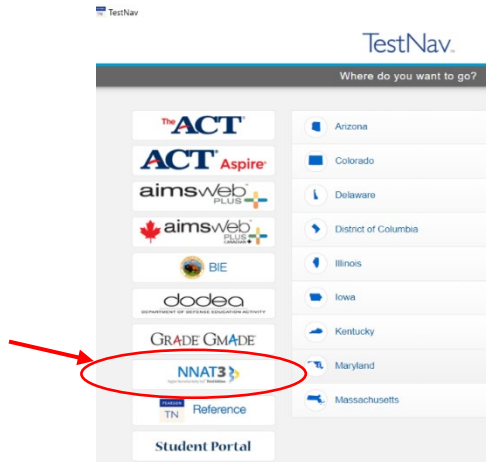 TestNav
TestNav
Where do you want to go?
The ACT
ACT Aspire
aimsweb
PLUS
aimsweb
PLUS
CANADIAN
BIE
dodea
DEPARTMENT OF DEFENSE EDUCATION ACTIVITY
GRADE GMADE
NNAT3
PEARSON
TN
Reference
Student Portal
Arizona
Colorado
Delaware
District of Columbia
Illinois
Iowa
Kentucky
Maryland
Massachusetts